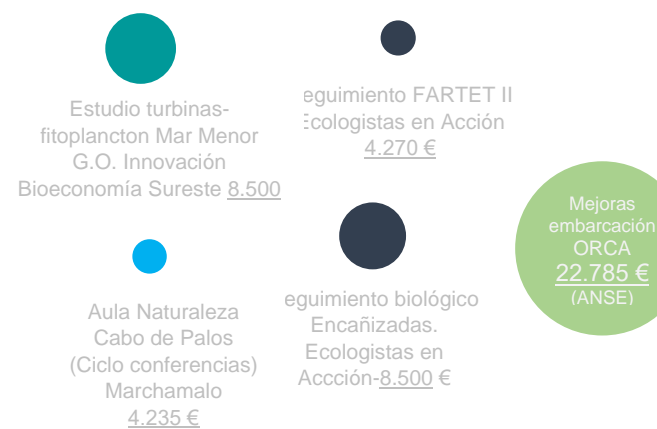 Estudio turbinas-
fitoplancton Mar Menor
G.O. Innovación
Bioeconomía Sureste 8.500
eguimiento FARTET II
Ecologistas en Acción
4.270 €
Mejoras
embarcación
ORCA
22.785 €
(ANSE)
Aula Naturaleza
Cabo de Palos
(Ciclo conferencias)
Marchamalo
4.235 €
eguimiento biológico
Encañizadas.
Ecologistas en
Accción-8.500 €